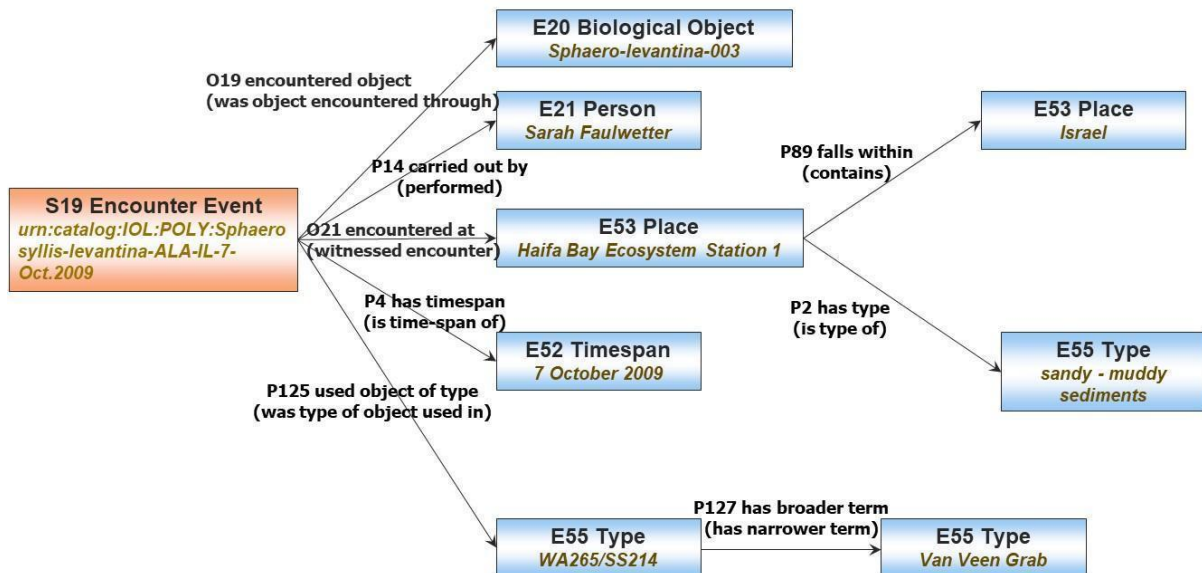 E20 Biological Object
Sphaero-levantina-003
O19 encountered object
(was object encountered through)
E21 Person
Sarah Faulwetter
E53 Place
Israel
P14 carried out by
(performed)
P89 falls within
(contains)
S19 Encounter Event
urn:catalog:IOL:POLY:Sphaero
syllis-levantina-ALA-IL-7-
Oct.2009
O21 encountered at
(witnessed encounter)
E53 Place
Haifa Bay Ecosystem Station 1
P4 has timespan
(is time-span of)
P2 has type
(is type of)
E52 Timespan
7 October 2009
E55 Type
sandy - muddy
sediments
P125 used object of type
(was type of object used in)
P127 has broader term
(has narrower term)
E55 Type
WA265/SS214
E55 Type
Van Veen Grab